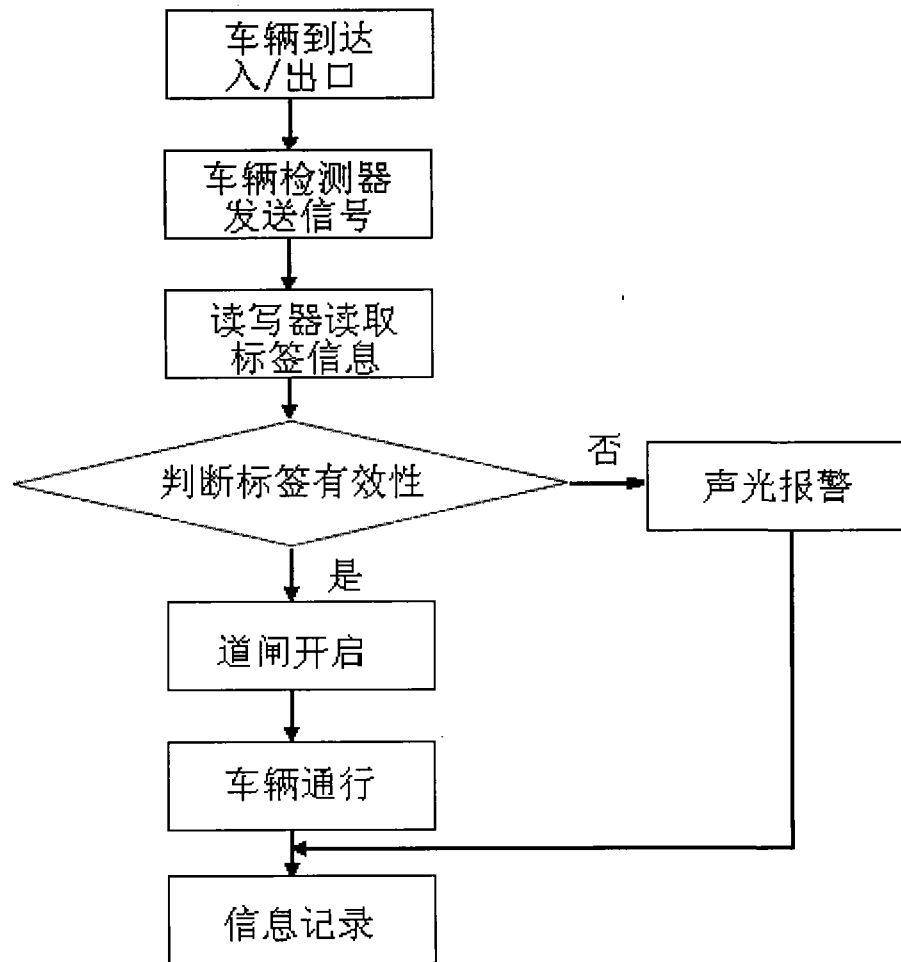 车辆到达
入/出口
车辆检测器
发送信号
读写器读取
标签信息
判断标签有效性
否
声光报警
是
道闸开启
车辆通行
信息记录